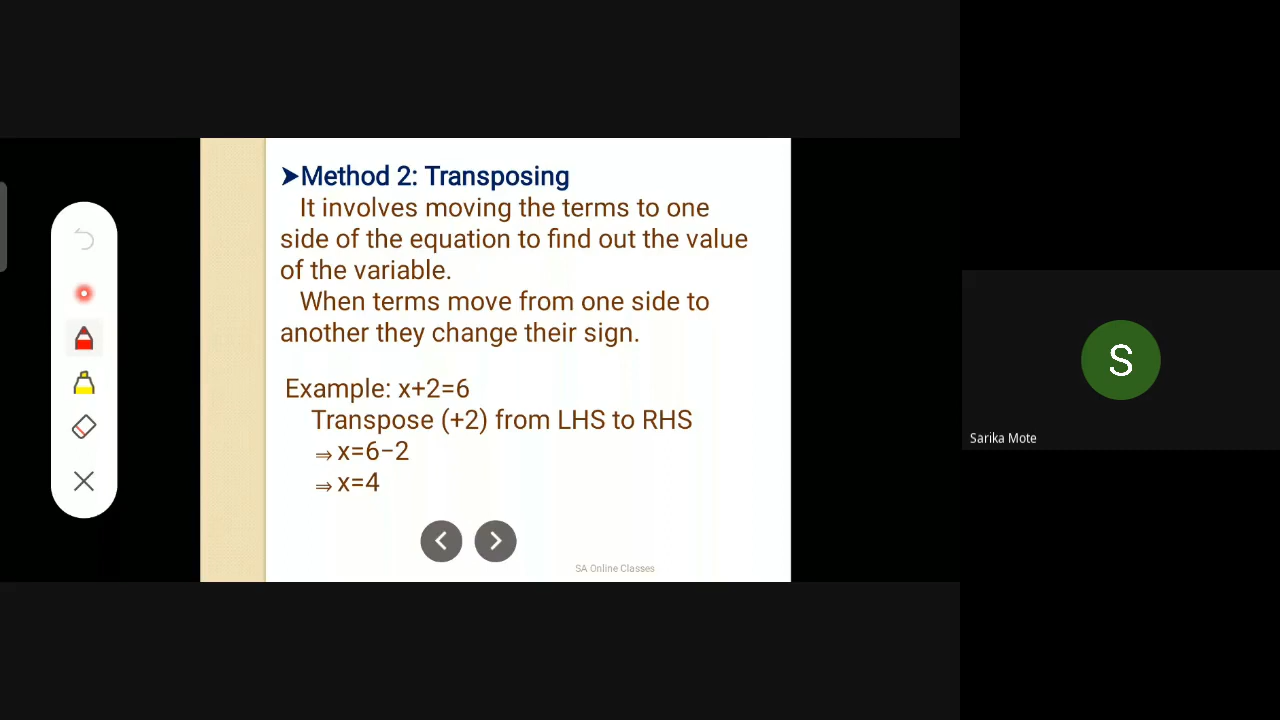 ➤Method 2: Transposing
It involves moving the terms to one
side of the equation to find out the value
of the variable.
When terms move from one side to
another they change their sign.
Example: x+2=6
Transpose (+2) from LHS to RHS
⇒ x=6−2
⇒ x=4
SA Online Classes
S
Sarika Mote